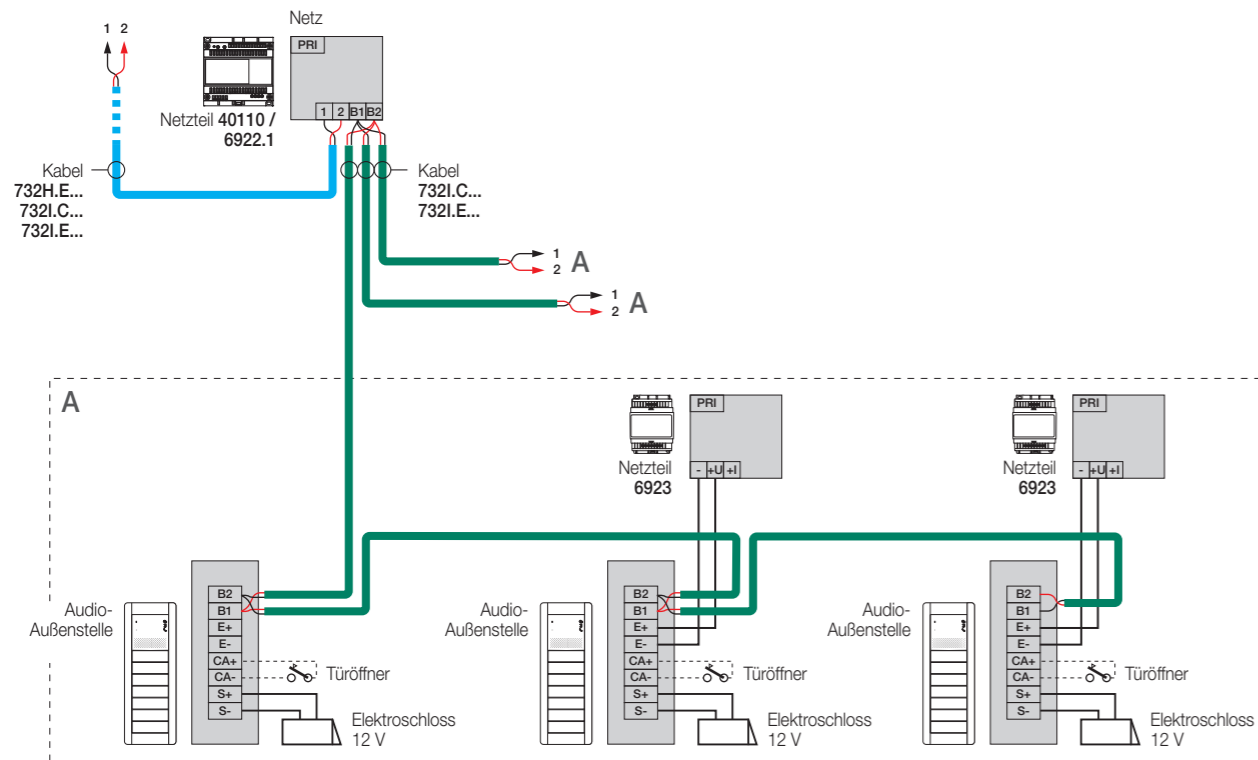 1 2
Netz
PRI
1 2 B1 B2
Netzteil 40110 /
6922.1
Kabel
732H.E...
732I.C...
732I.E...
Kabel
732I.C...
732I.E...
1
2
A
1
2
A
A
PRI
Netzteil
6923
- +U +I
PRI
Netzteil
6923
- +U +I
Audio-
Außenstelle
B2
B1
E+
E-
CA+
CA-
S+
S-
Türöffner
Elektroschloss
12 V
Audio-
Außenstelle
B2
B1
E+
E-
CA+
CA-
S+
S-
Türöffner
Elektroschloss
12 V
Audio-
Außenstelle
B2
B1
E+
E-
CA+
CA-
S+
S-
Türöffner
Elektroschloss
12 V